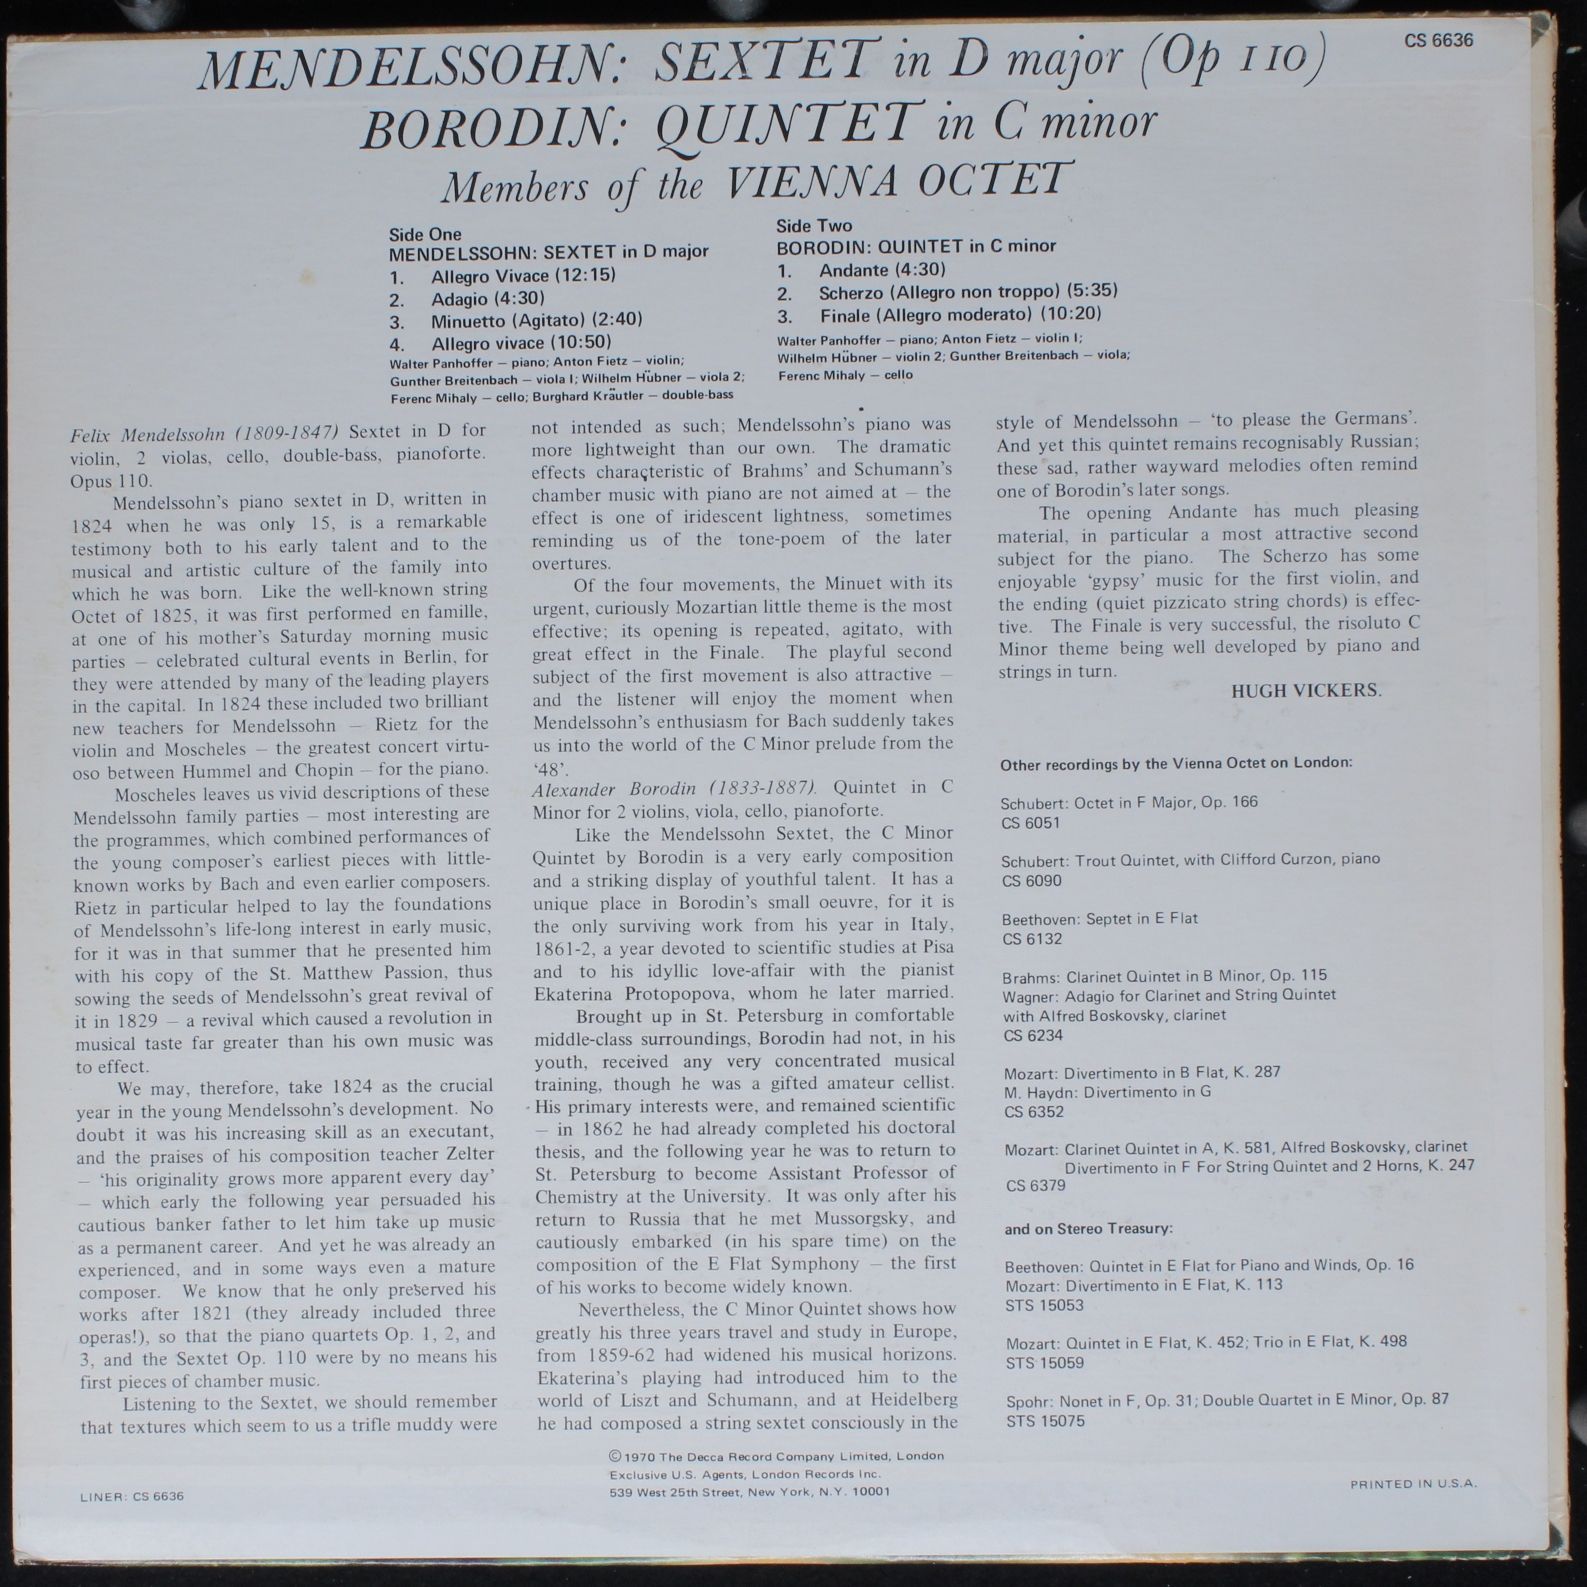 MENDELSSOHN: SEXTET in D major (Op 110)
CS 6636
BORODIN: QUINTET in C minor
Members of the VIENNA OCTET
Side One
MENDELSSOHN: SEXTET in D major
1. Allegro Vivace (12:15)
2. Adagio (4:30)
3. Minuetto (Agitato) (2:40)
4. Allegro vivace (10:50)
Walter Panhoffer – piano; Anton Fietz – violin;
Gunther Breitenbach – viola I; Wilhelm Hübner – viola 2;
Ferenc Mihaly – cello; Burghard Kräutler – double-bass
Side Two
BORODIN: QUINTET in C minor
1. Andante (4:30)
2. Scherzo (Allegro non troppo) (5:35)
3. Finale (Allegro moderato) (10:20)
Walter Panhoffer – piano; Anton Fietz – violin I;
Wilhelm Hübner – violin 2; Gunther Breitenbach – viola;
Ferenc Mihaly – cello
Felix Mendelssohn (1809-1847) Sextet in D for
violin, 2 violas, cello, double-bass, pianoforte.
Opus 110.
Mendelssohn's piano sextet in D, written in
1824 when he was only 15, is a remarkable
testimony both to his early talent and to the
musical and artistic culture of the family into
which he was born. Like the well-known string
Octet of 1825, it was first performed en famille,
at one of his mother's Saturday morning music
parties – celebrated cultural events in Berlin, for
they were attended by many of the leading players
in the capital. In 1824 these included two brilliant
new teachers for Mendelssohn – Rietz for the
violin and Moscheles – the greatest concert virtu-
oso between Hummel and Chopin – for the piano.
Moscheles leaves us vivid descriptions of these
Mendelssohn family parties – most interesting are
the programmes, which combined performances of
the young composer's earliest pieces with little-
known works by Bach and even earlier composers.
Rietz in particular helped to lay the foundations
of Mendelssohn's life-long interest in early music,
for it was in that summer that he presented him
with his copy of the St. Matthew Passion, thus
sowing the seeds of Mendelssohn's great revival of
it in 1829 – a revival which caused a revolution in
musical taste far greater than his own music was
to effect.
We may, therefore, take 1824 as the crucial
year in the young Mendelssohn's development. No
doubt it was his increasing skill as an executant,
and the praises of his composition teacher Zelter
– 'his originality grows more apparent every day'
– which early the following year persuaded his
cautious banker father to let him take up music
as a permanent career. And yet he was already an
experienced, and in some ways even a mature
composer. We know that he only preserved his
works after 1821 (they already included three
operas!), so that the piano quartets Op. 1, 2, and
3, and the Sextet Op. 110 were by no means his
first pieces of chamber music.
Listening to the Sextet, we should remember
that textures which seem to us a trifle muddy were
not intended as such; Mendelssohn's piano was
more lightweight than our own. The dramatic
effects characteristic of Brahms' and Schumann's
chamber music with piano are not aimed at – the
effect is one of iridescent lightness, sometimes
reminding us of the tone-poem of the later
overtures.
Of the four movements, the Minuet with its
urgent, curiously Mozartian little theme is the most
effective; its opening is repeated, agitato, with
great effect in the Finale. The playful second
subject of the first movement is also attractive –
and the listener will enjoy the moment when
Mendelssohn's enthusiasm for Bach suddenly takes
us into the world of the C Minor prelude from the
'48'.
Alexander Borodin (1833-1887). Quintet in C
Minor for 2 violins, viola, cello, pianoforte.
Like the Mendelssohn Sextet, the C Minor
Quintet by Borodin is a very early composition
and a striking display of youthful talent. It has a
unique place in Borodin's small oeuvre, for it is
the only surviving work from his year in Italy,
1861-2, a year devoted to scientific studies at Pisa
and to his idyllic love-affair with the pianist
Ekaterina Protopopova, whom he later married.
Brought up in St. Petersburg in comfortable
middle-class surroundings, Borodin had not, in his
youth, received any very concentrated musical
training, though he was a gifted amateur cellist.
His primary interests were, and remained scientific
– in 1862 he had already completed his doctoral
thesis, and the following year he was to return to
St. Petersburg to become Assistant Professor of
Chemistry at the University. It was only after his
return to Russia that he met Mussorgsky, and
cautiously embarked (in his spare time) on the
composition of the E Flat Symphony – the first
of his works to become widely known.
Nevertheless, the C Minor Quintet shows how
greatly his three years travel and study in Europe,
from 1859-62 had widened his musical horizons.
Ekaterina's playing had introduced him to the
world of Liszt and Schumann, and at Heidelberg
he had composed a string sextet consciously in the
style of Mendelssohn – 'to please the Germans'.
And yet this quintet remains recognisably Russian;
these sad, rather wayward melodies often remind
one of Borodin's later songs.
The opening Andante has much pleasing
material, in particular a most attractive second
subject for the piano. The Scherzo has some
enjoyable 'gypsy' music for the first violin, and
the ending (quiet pizzicato string chords) is effec-
tive. The Finale is very successful, the risoluto C
Minor theme being well developed by piano and
strings in turn.
HUGH VICKERS.
Other recordings by the Vienna Octet on London:
Schubert: Octet in F Major, Op. 166
CS 6051
Schubert: Trout Quintet, with Clifford Curzon, piano
CS 6090
Beethoven: Septet in E Flat
CS 6132
Brahms: Clarinet Quintet in B Minor, Op. 115
Wagner: Adagio for Clarinet and String Quintet
with Alfred Boskovsky, clarinet
CS 6234
Mozart: Divertimento in B Flat, K. 287
M. Haydn: Divertimento in G
CS 6352
Mozart: Clarinet Quintet in A, K. 581, Alfred Boskovsky, clarinet
Divertimento in F For String Quintet and 2 Horns, K. 247
CS 6379
and on Stereo Treasury:
Beethoven: Quintet in E Flat for Piano and Winds, Op. 16
Mozart: Divertimento in E Flat, K. 113
STS 15053
Mozart: Quintet in E Flat, K. 452; Trio in E Flat, K. 498
STS 15059
Spohr: Nonet in F, Op. 31; Double Quartet in E Minor, Op. 87
STS 15075
©1970 The Decca Record Company Limited, London
Exclusive U.S. Agents, London Records Inc.
539 West 25th Street, New York, N.Y. 10001
LINER: CS 6636
PRINTED IN U.S.A.